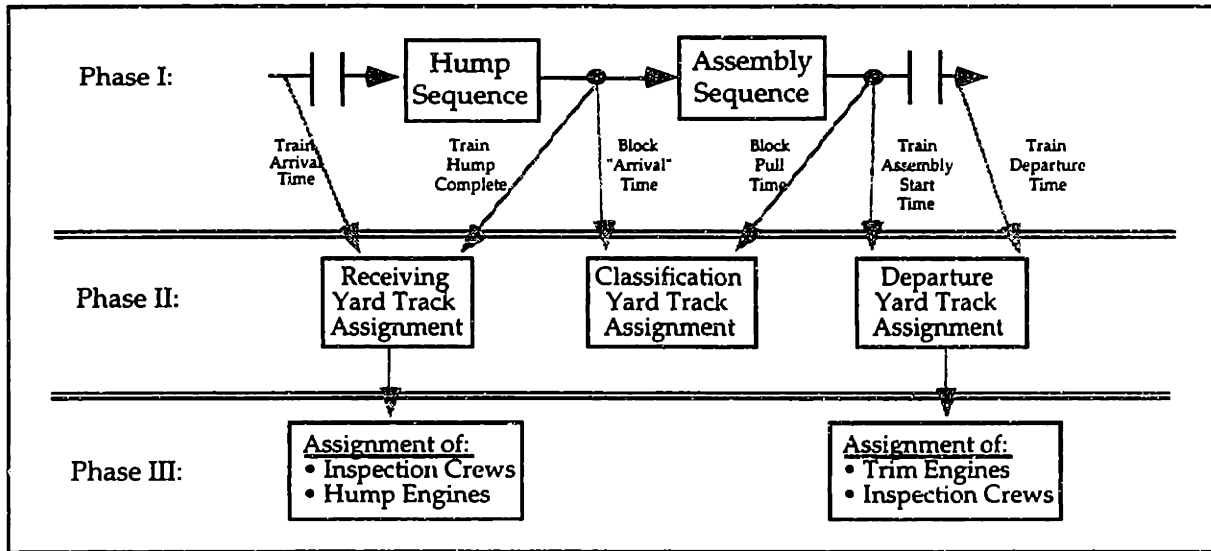 Phase I:
Hump
Sequence
Assembly
Sequence
Train
Arrival
Time
Train
Hump
Complete
Block
"Arrival"
Time
Block
Pull
Time
Train
Assembly
Start
Time
Train
Departure
Time
Phase II:
Receiving
Yard Track
Assignment
Classification
Yard Track
Assignment
Departure
Yard Track
Assignment
Phase III:
Assignment of:
• Inspection Crews
• Hump Engines
Assignment of:
• Trim Engines
• Inspection Crews